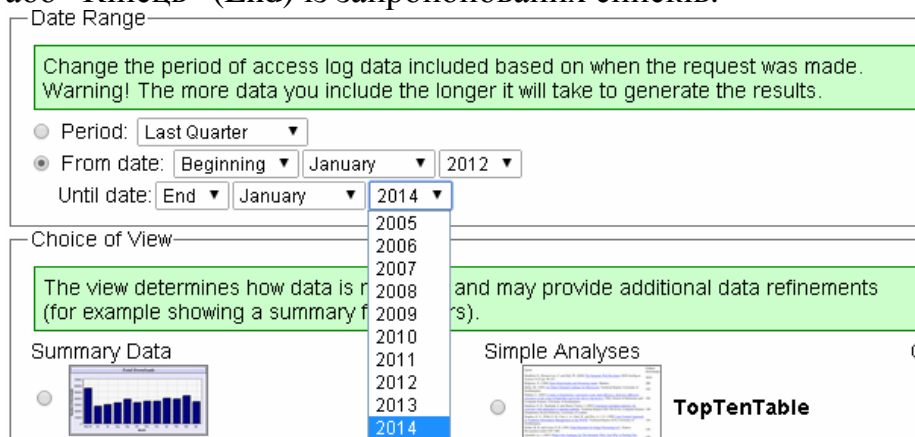 Date Range
Change the period of access log data included based on when the request was made.
Warning! The more data you include the longer it will take to generate the results.
Period: Last Quarter
From date: Beginning January 2012
Until date: End January 2014
2005
2006
2007
2008
2009
2010
2011
2012
2013
2014
Choice of View
The view determines how data is and may provide additional data refinements
(for example showing a summary
Summary Data
Simple Analyses
TopTenTable